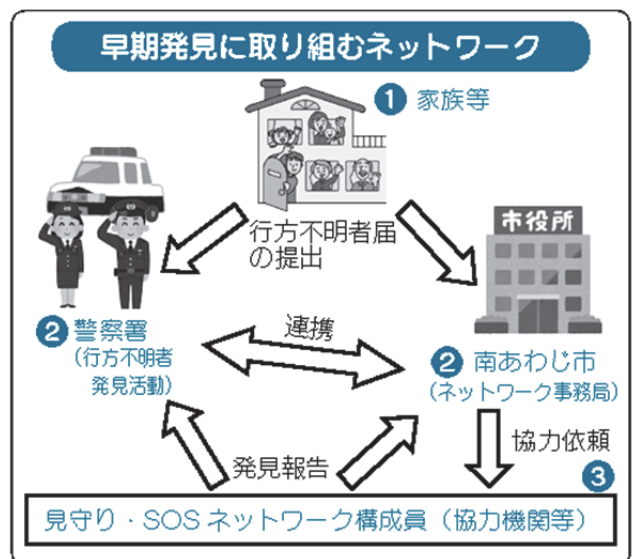 早期発見に取り組むネットワーク
1 家族等
行方不明者届
の提出
市役所
2 警察署
(行方不明者
発見活動)
連携
2 南あわじ市
(ネットワーク事務局)
発見報告
協力依頼
3
見守り・SOSネットワーク構成員(協力機関等)